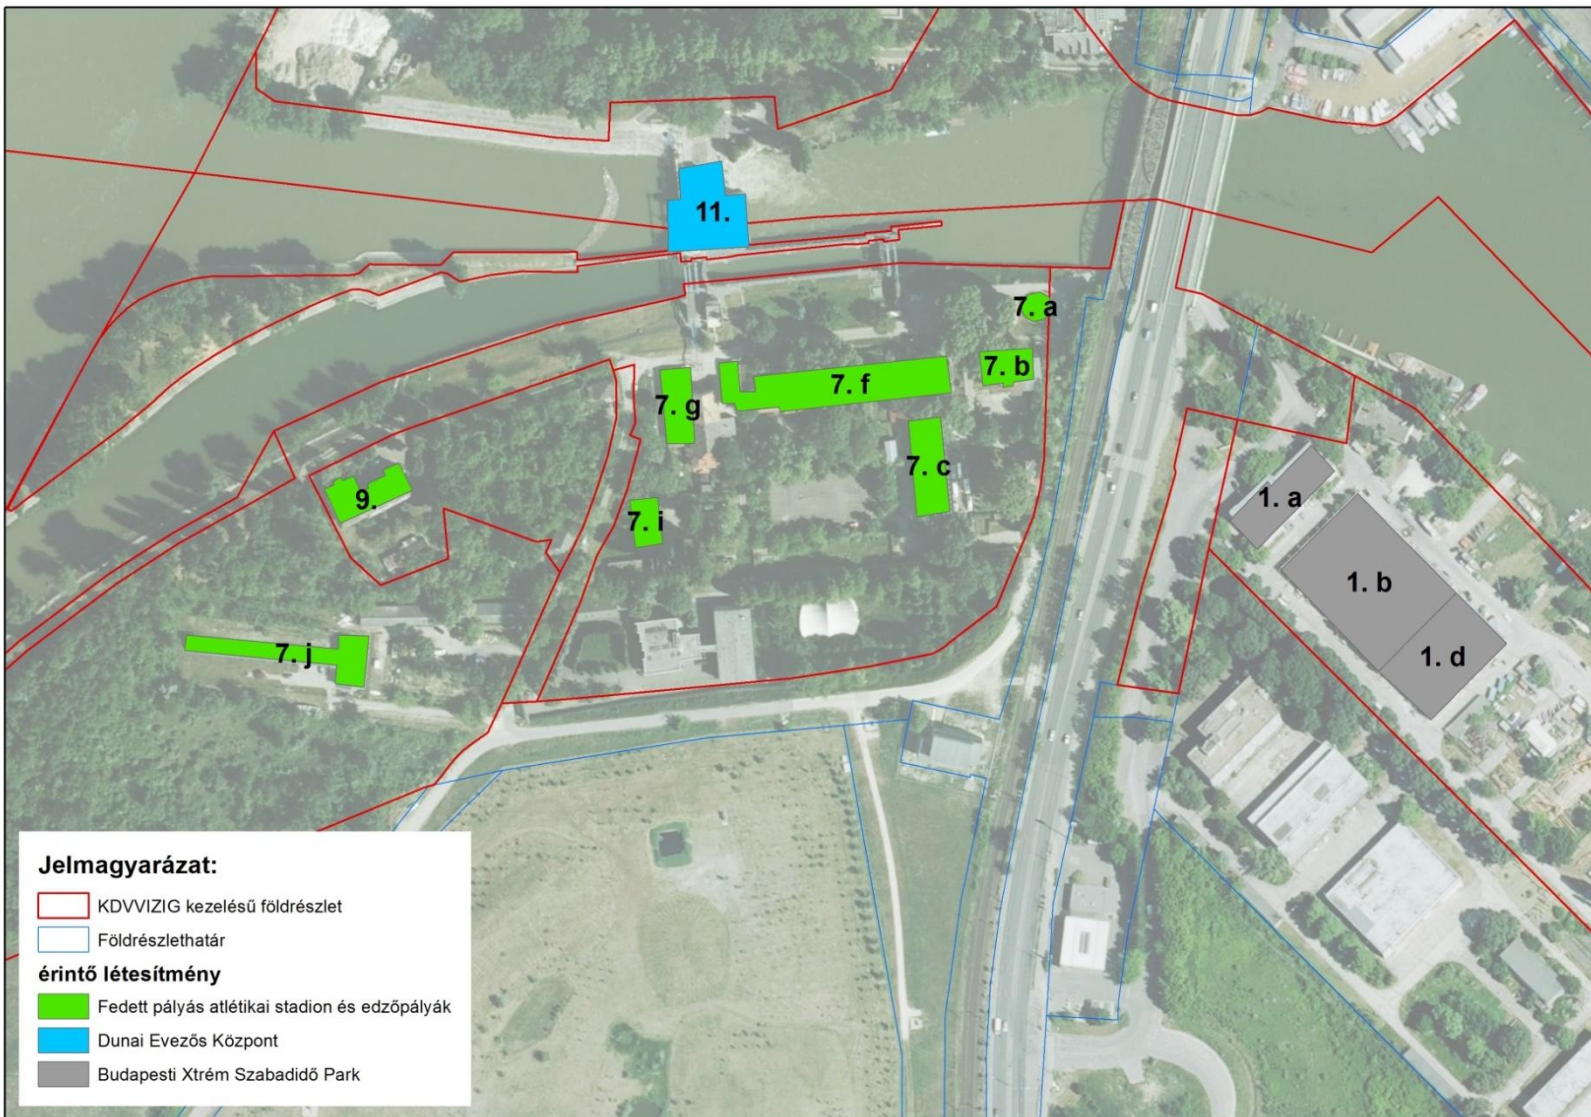 11.
7. a
7. b
7. f
7. g
7. c
1. a
9.
7. i
1. b
7. j
1. d
Jelmagyarázat:
KDVVIZIG kezelésű földrészlet
Földrészlethatár
érintő létesítmény
Fedett pályás atlétikai stadion és edzőpályák
Dunai Evezős Központ
Budapesti Xtrém Szabadidő Park